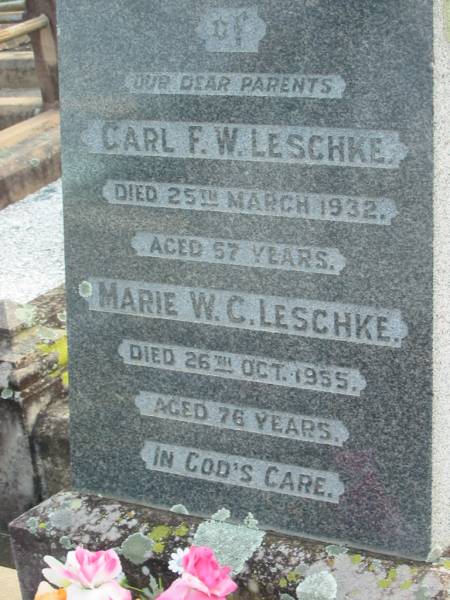 OF
OUR DEAR PARENTS
CARL F. W. LESCHKE.
DIED 25TH MARCH 1932.
AGED 57 YEARS.
MARIE W. C. LESCHKE.
DIED 26TH OCT. 1955.
AGED 76 YEARS.
IN GOD'S CARE.